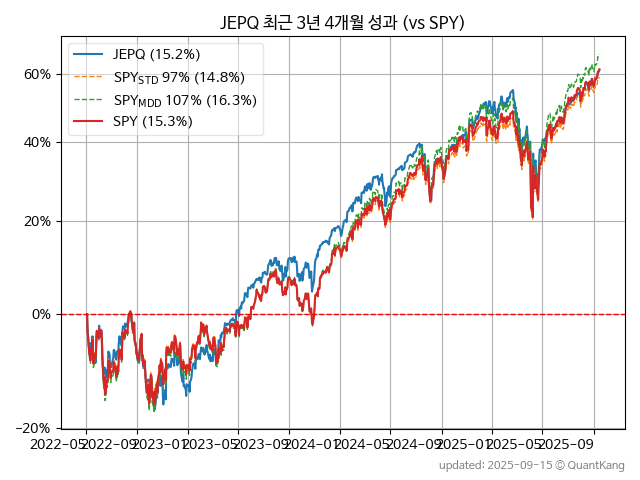 JEPQ 최근 3년 4개월 성과 (vs SPY)
JEPQ (15.2%)
SPY_STD 97% (14.8%)
SPY_MDD 107% (16.3%)
SPY (15.3%)
60%
40%
20%
0%
−20%
2022-05 2022-09 2023-01 2023-05 2023-09 2024-01 2024-05 2024-09 2025-01 2025-05 2025-09
updated: 2025-09-15 © QuantKang